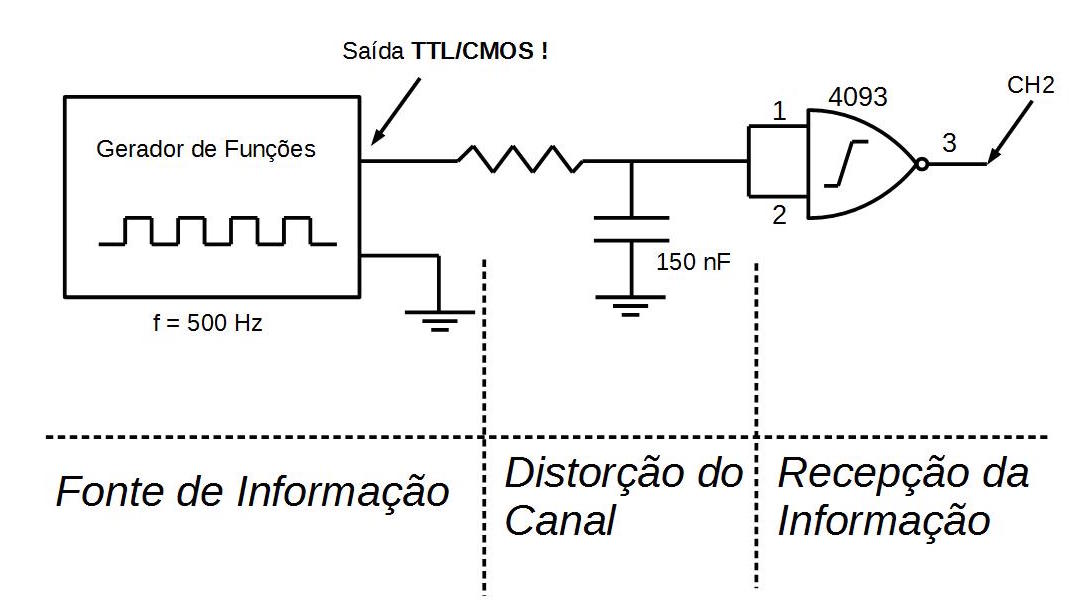 Saída TTL/CMOS !
Gerador de Funções
f = 500 Hz
150 nF
1
2
4093
3
CH2
Fonte de Informação
Distorção do
Canal
Recepção da
Informação